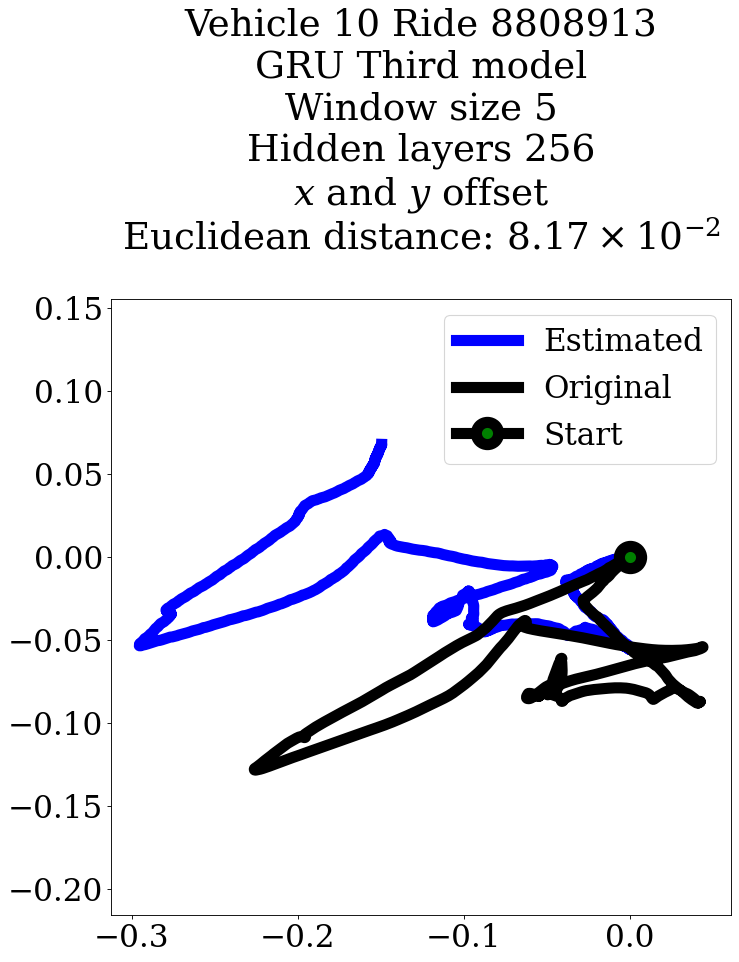 Vehicle 10 Ride 8808913
GRU Third model
Window size 5
Hidden layers 256
x and y offset
Euclidean distance: 8.17 × 10⁻²
Estimated
Original
Start
0.15
0.10
0.05
0.00
−0.05
−0.10
−0.15
−0.20
−0.3 −0.2 −0.1 0.0